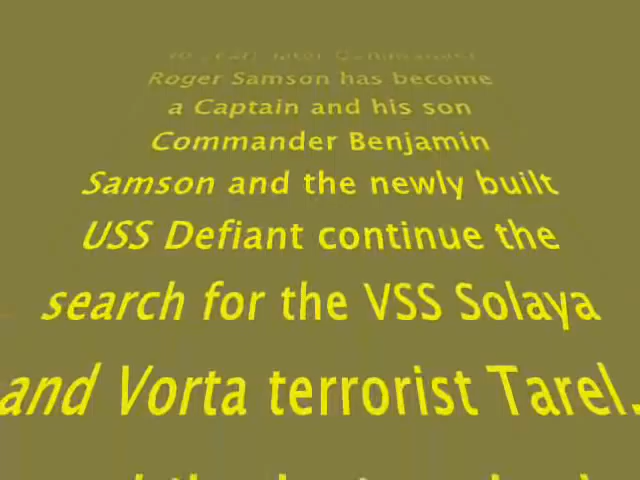 Roger Samson has become
a Captain and his son
Commander Benjamin
Samson and the newly built
USS Defiant continue the
search for the VSS Solaya
and Vorta terrorist Tarel.